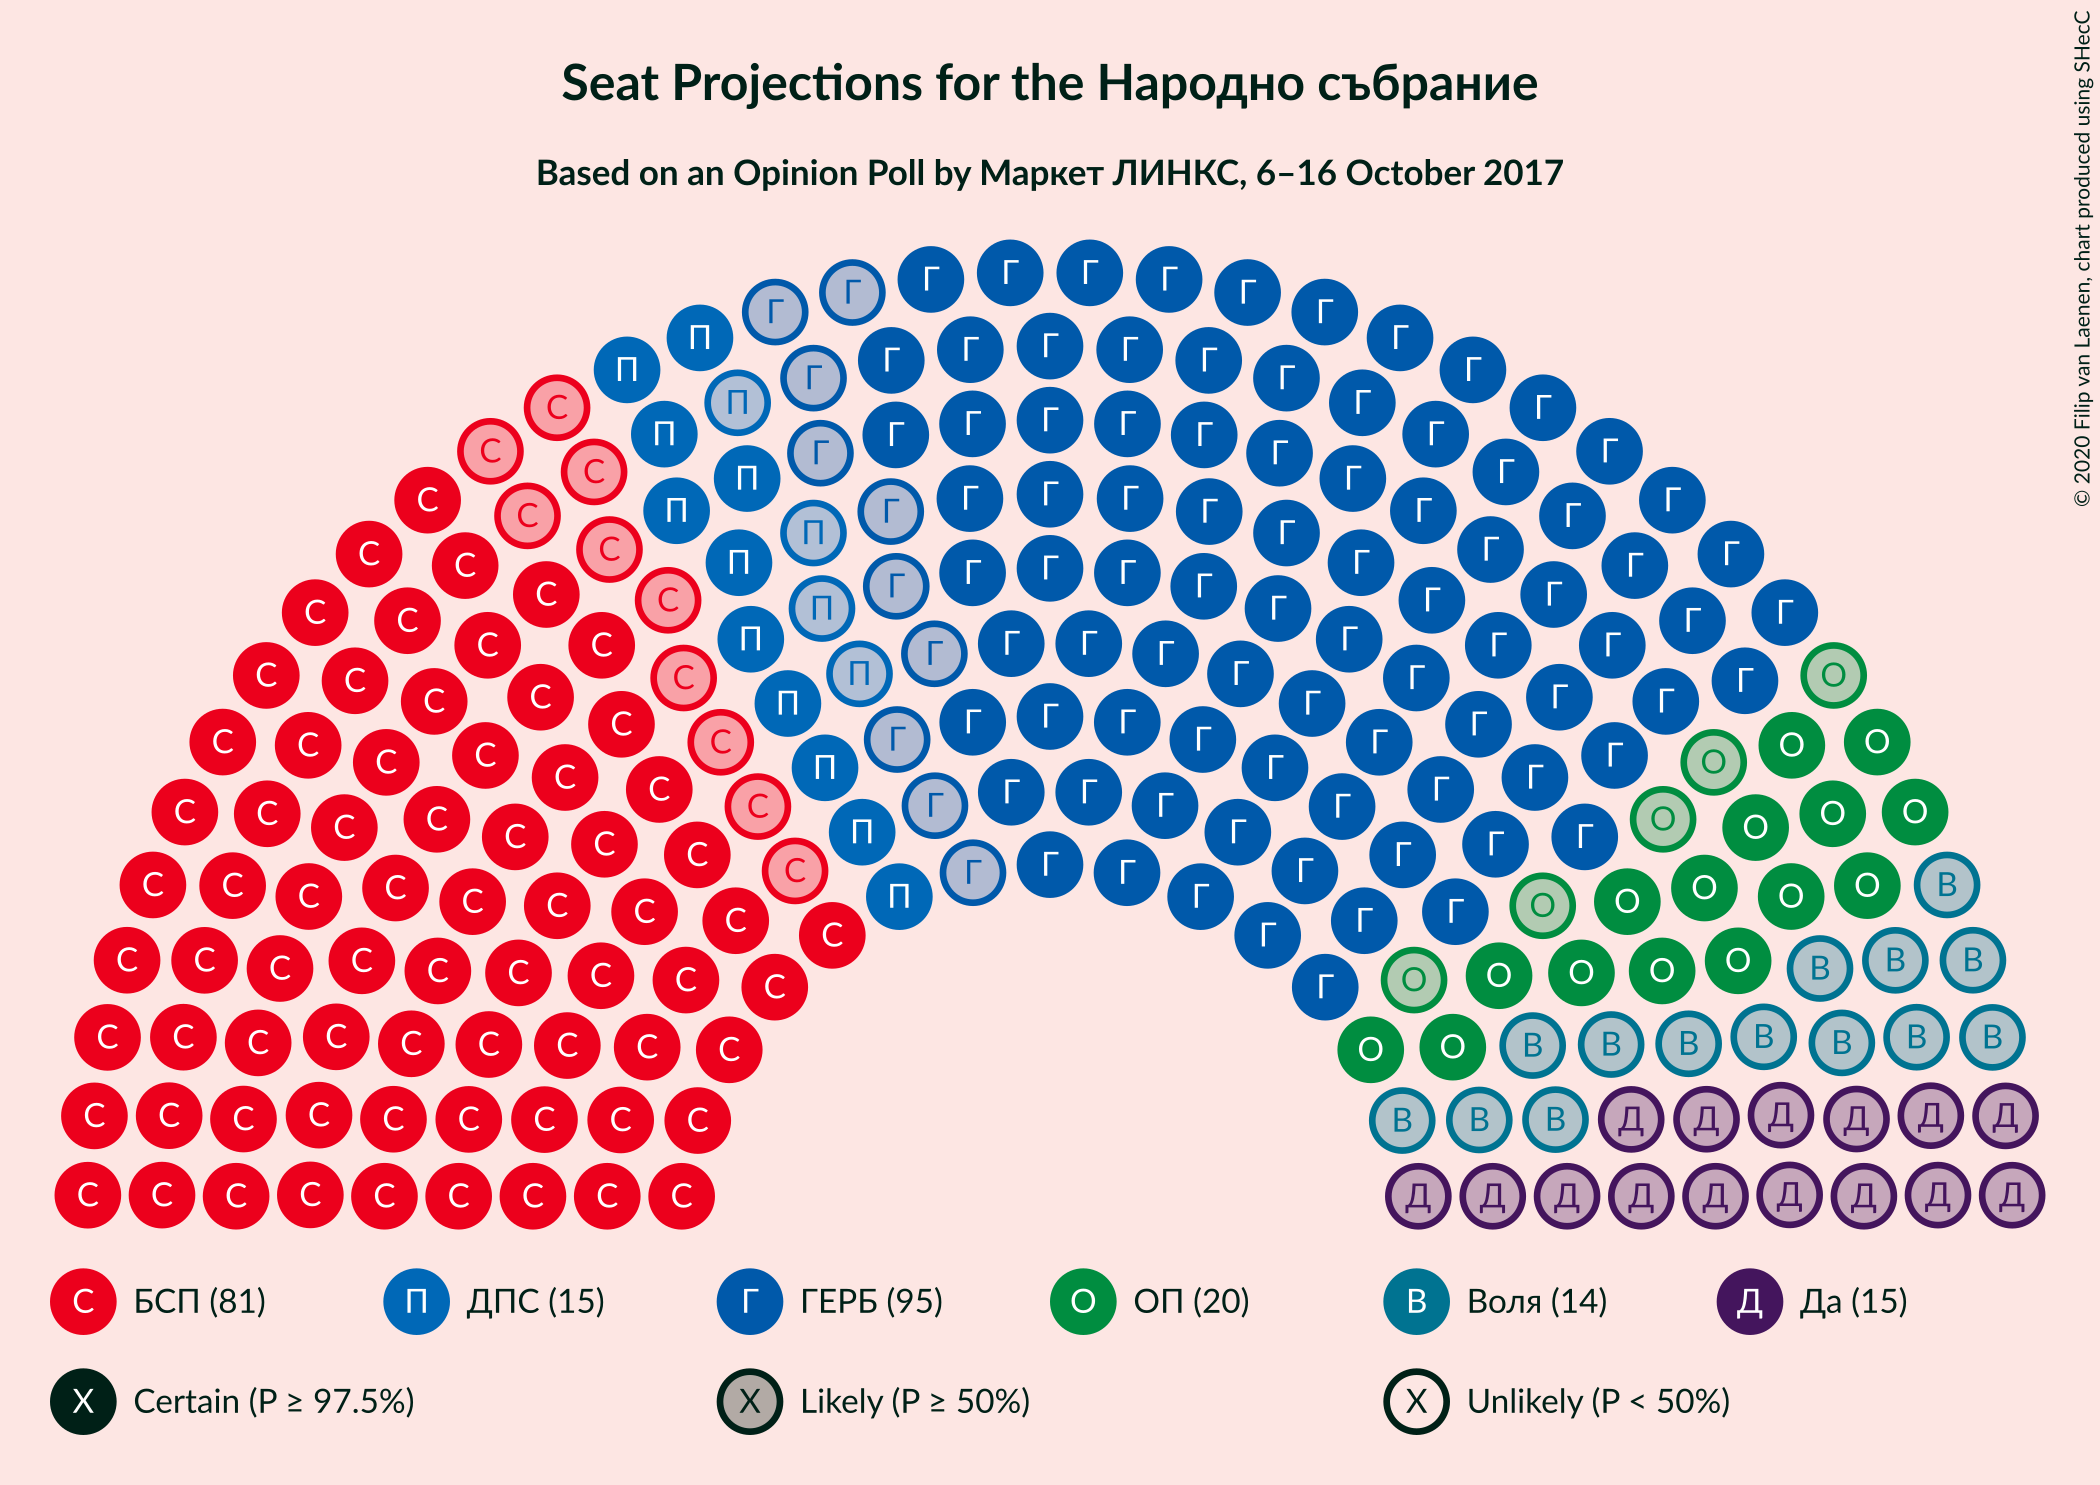 Seat Projections for the Народно събрание
Based on an Opinion Poll by Маркет ЛИНКС, 6–16 October 2017
© 2020 Filip van Laenen, chart produced using SHecC
С БСП (81) П ДПС (15) Г ГЕРБ (95) О ОП (20) В Воля (14) Д Да (15)
X Certain (P ≥ 97.5%) X Likely (P ≥ 50%) X Unlikely (P < 50%)